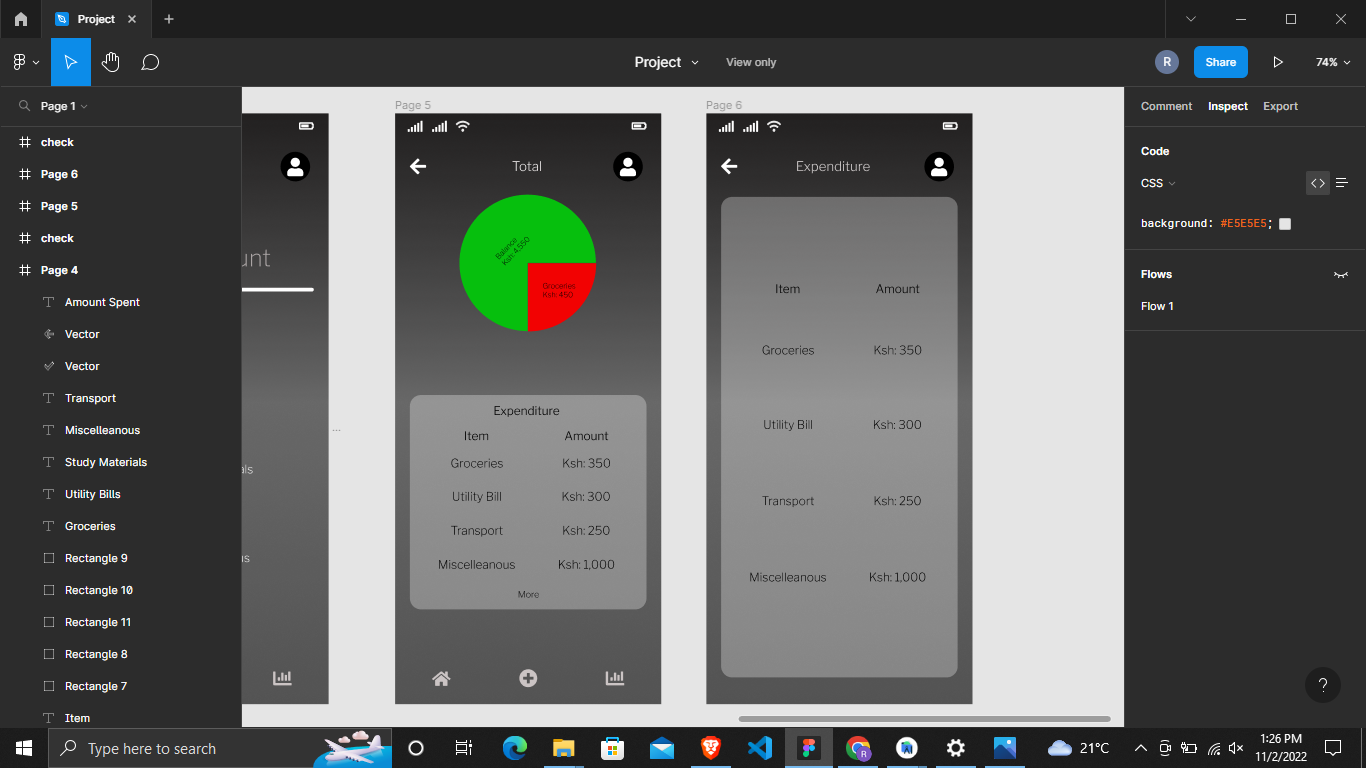 Project
Project
View only
R
Share
74%
Page 1
check
Page 6
Page 5
check
Page 4
Amount Spent
Vector
Vector
Transport
Miscelleanous
Study Materials
Utility Bills
Groceries
Rectangle 9
Rectangle 10
Rectangle 11
Rectangle 8
Rectangle 7
Item
unt
...
als
us
Page 5
Total
Balance
Ksh: 4,550
Groceries
Ksh: 450
Expenditure
Item Amount
Groceries Ksh: 350
Utility Bill Ksh: 300
Transport Ksh: 250
Miscelleanous Ksh: 1,000
More
Page 6
Expenditure
Item Amount
Groceries Ksh: 350
Utility Bill Ksh: 300
Transport Ksh: 250
Miscelleanous Ksh: 1,000
Comment Inspect Export
Code
CSS
background: #E5E5E5;
Flows
Flow 1
?
Type here to search
R
21°C
1:26 PM
11/2/2022